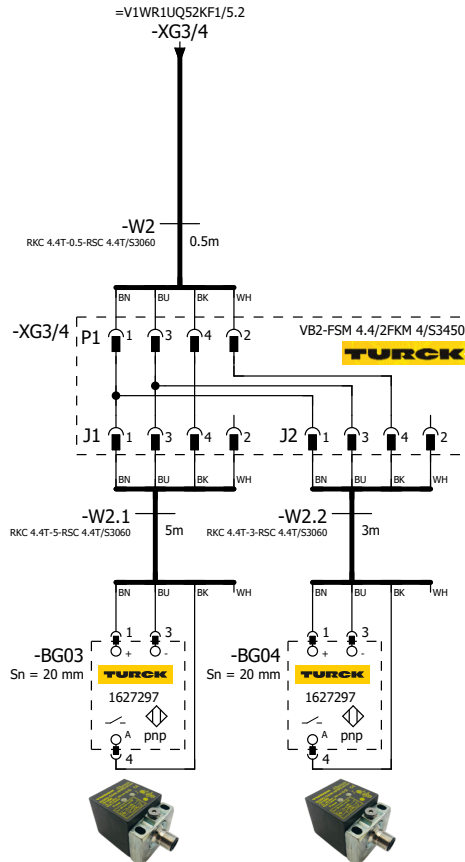 =V1WR1UQ52KF1/5.2
-XG3/4
-W2
RKC 4.4T-0.5-RSC 4.4T/S3060
0.5m
BN BU BK WH
-XG3/4
P1 1 3 4 2
VB2-FSM 4.4/2FKM 4/S3450
TURCK
J1 1 3 4 2 J2 1 3 4 2
BN BU BK WH BN BU BK WH
-W2.1 -W2.2
RKC 4.4T-5-RSC 4.4T/S3060 5m RKC 4.4T-3-RSC 4.4T/S3060 3m
BN BU BK WH BN BU BK WH
1 3 1 3
-BG03 + - -BG04 + -
Sn = 20 mm TURCK Sn = 20 mm TURCK
1627297 1627297
A pnp A pnp
4 4